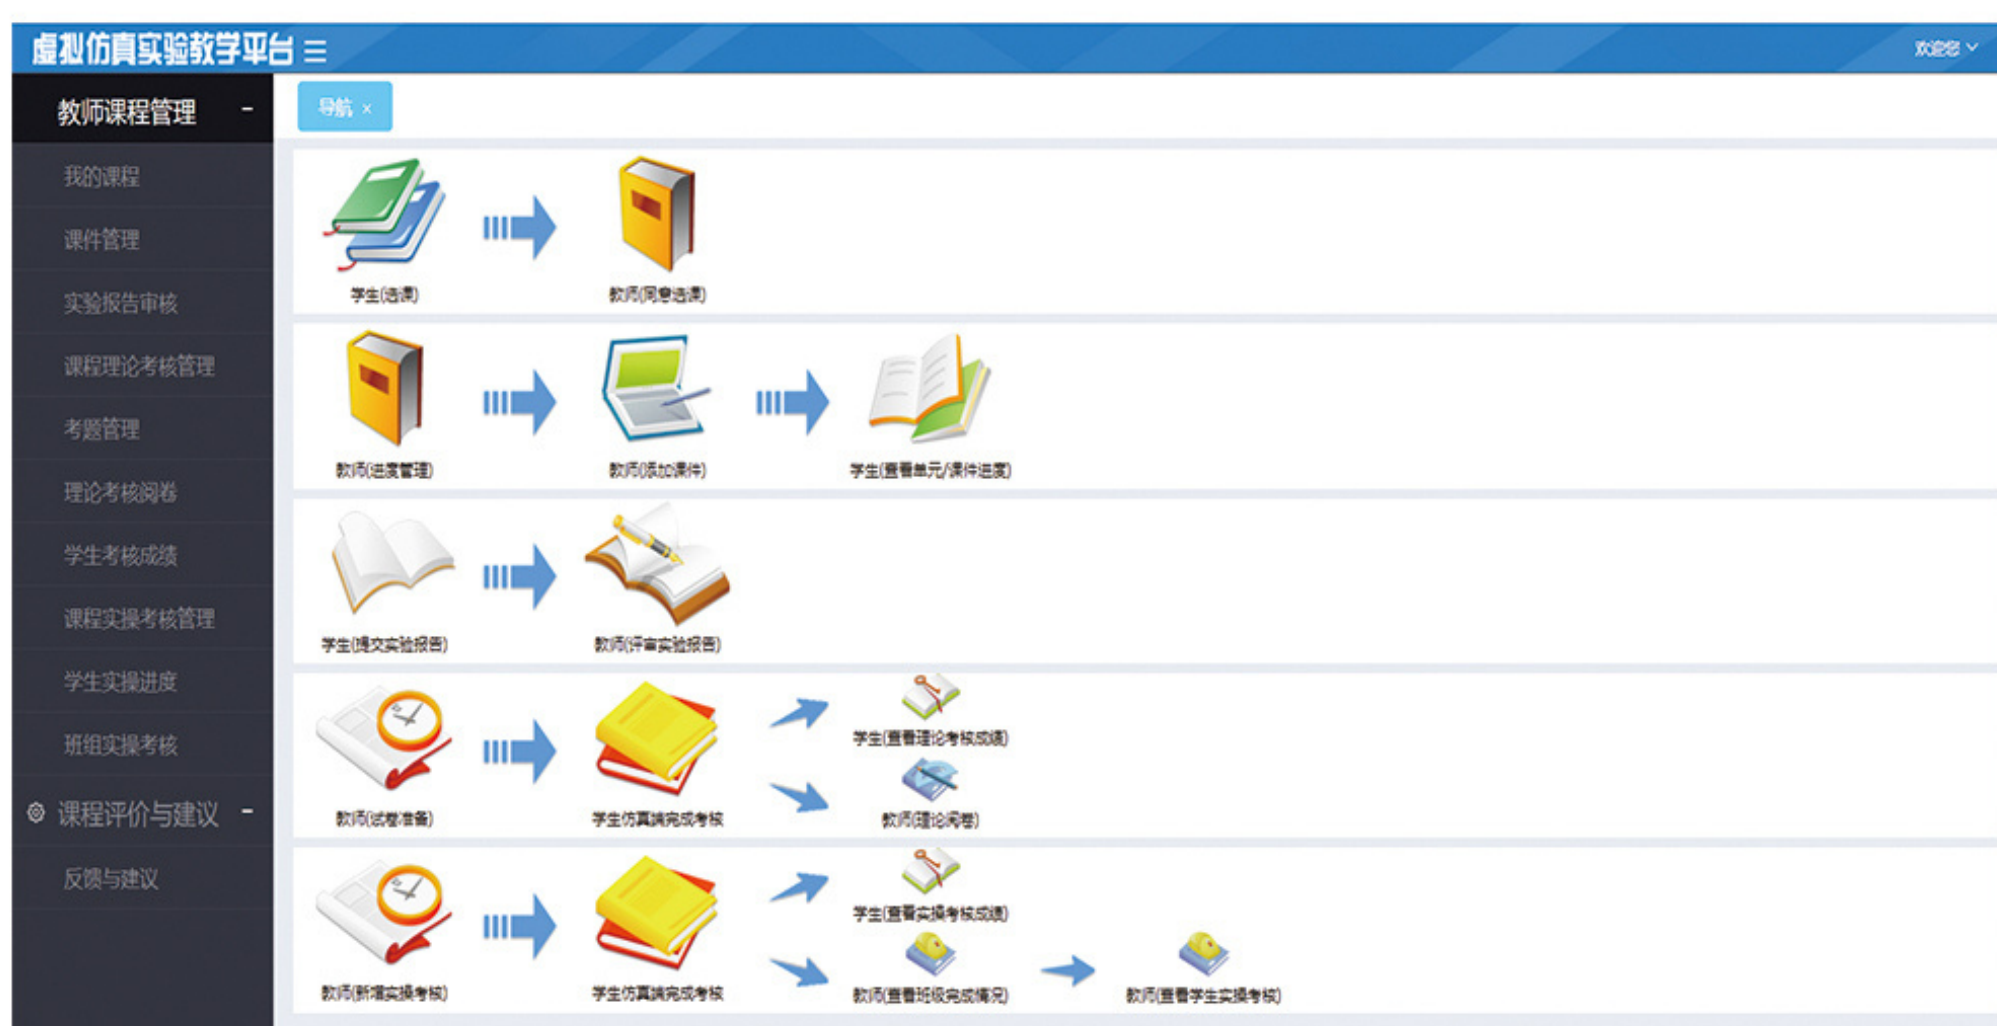 虚拟仿真实验教学平台
欢迎您
教师课程管理
导航 ×
我的课程
课件管理
实验报告审核
课程理论考核管理
考题管理
理论考核阅卷
学生考核成绩
课程实操考核管理
学生实操进度
班组实操考核
课程评价与建议
反馈与建议
学生(选课)
教师(同意选课)
教师(进度管理)
教师(添加课件)
学生(查看单元/课件进度)
学生(提交实验报告)
教师(评审实验报告)
教师(试卷准备)
学生仿真端完成考核
学生(查看理论考核成绩)
教师(理论阅卷)
教师(新增实操考核)
学生仿真端完成考核
学生(查看实操考核成绩)
教师(查看班级完成情况)
教师(查看学生实操考核)